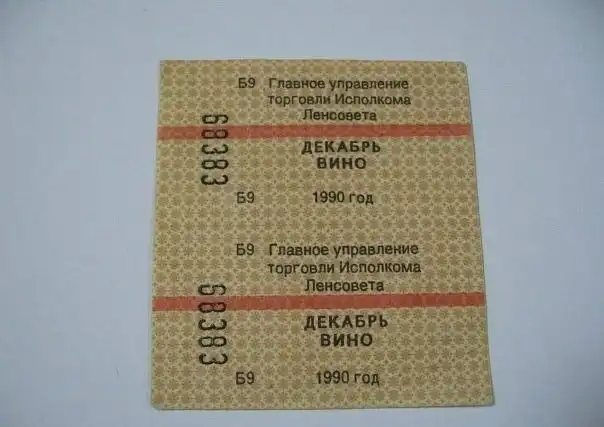 Б9 Главное управление
торговли Исполкома
Ленсовета
68383
ДЕКАБРЬ
ВИНО
Б9 1990 год
Б9 Главное управление
торговли Исполкома
Ленсовета
68383
ДЕКАБРЬ
ВИНО
Б9 1990 год